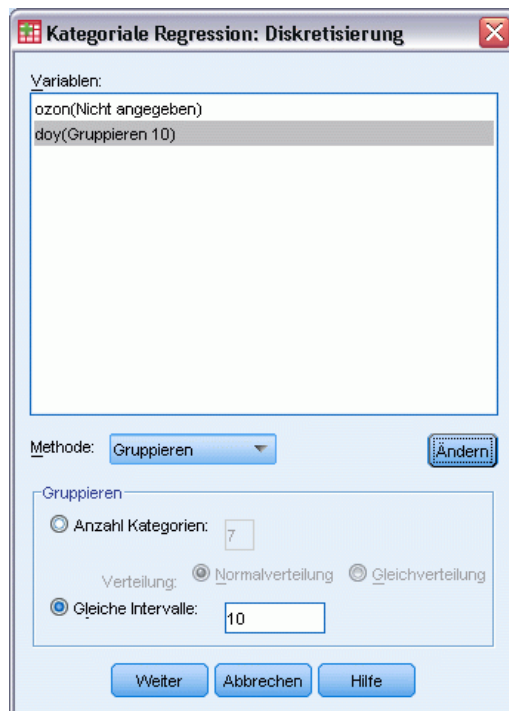 Kategoriale Regression: Diskretisierung
Variablen:
ozon(Nicht angegeben)
doy(Gruppieren 10)
Methode: Gruppieren Ändern
Gruppieren
Anzahl Kategorien: 7
Verteilung: Normalverteilung Gleichverteilung
Gleiche Intervalle: 10
Weiter Abbrechen Hilfe